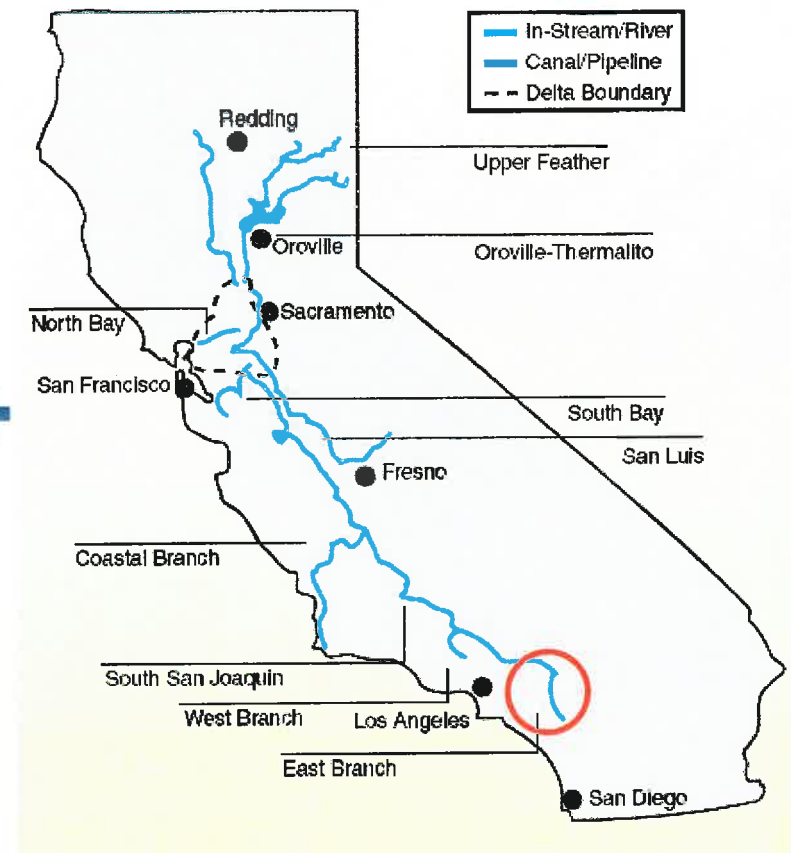 In-Stream/River
Canal/Pipeline
Delta Boundary
Redding
Upper Feather
Oroville
Oroville-Thermalito
Sacramento
North Bay
San Francisco
South Bay
San Luis
Fresno
Coastal Branch
South San Joaquin
West Branch
Los Angeles
East Branch
San Diego